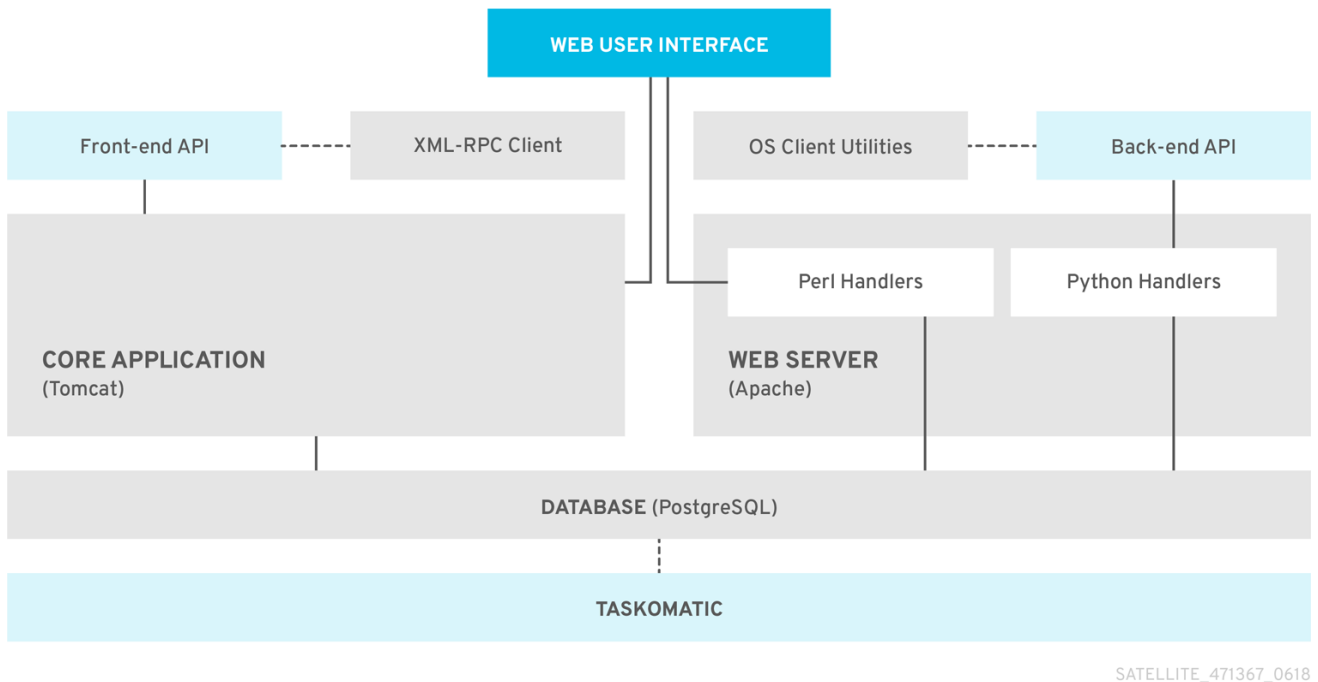 WEB USER INTERFACE
Front-end API
XML-RPC Client
OS Client Utilities
Back-end API
Perl Handlers
Python Handlers
CORE APPLICATION
(Tomcat)
WEB SERVER
(Apache)
DATABASE (PostgreSQL)
TASKOMATIC
SATELLITE_471367_0618